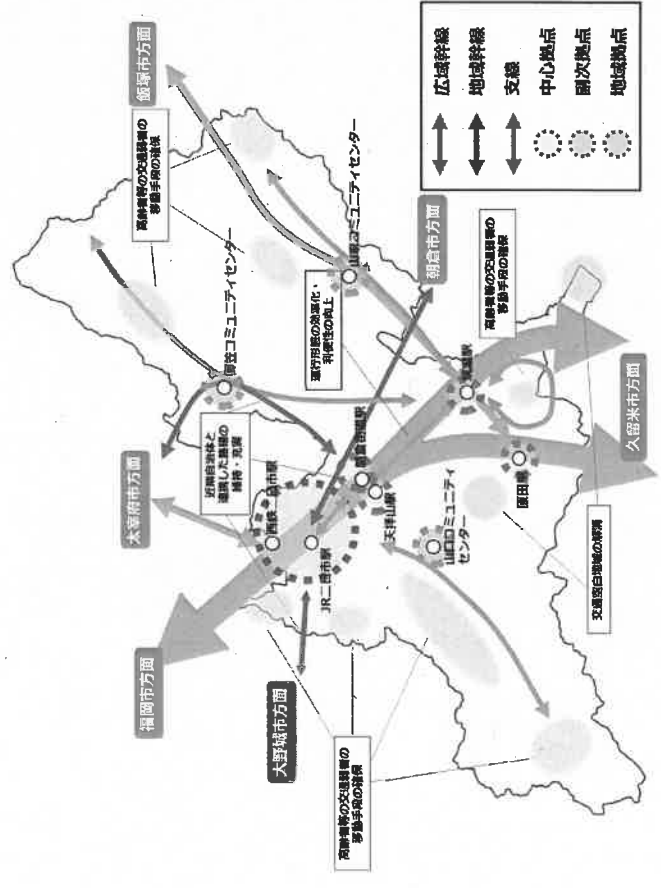 飯塚市方面
高齢者等の交通弱者の
移動手段の確保
山家コミュニティセンター
御笠コミュニティセンター
運行形態の効率化・
利便性の向上
朝倉市方面
高齢者等の交通弱者の
移動手段の確保
近隣自治体と
連携した路線の
維持・充実
太宰府市方面
西鉄二日市駅
朝倉街道駅
筑紫駅
久留米市方面
福岡市方面
JR二日市駅
天拝山駅
原田駅
山口コミュニティ
センター
交通空白地域の解消
大野城市方面
高齢者等の交通弱者の
移動手段の確保
広域幹線
地域幹線
支線
中心拠点
副次拠点
地域拠点